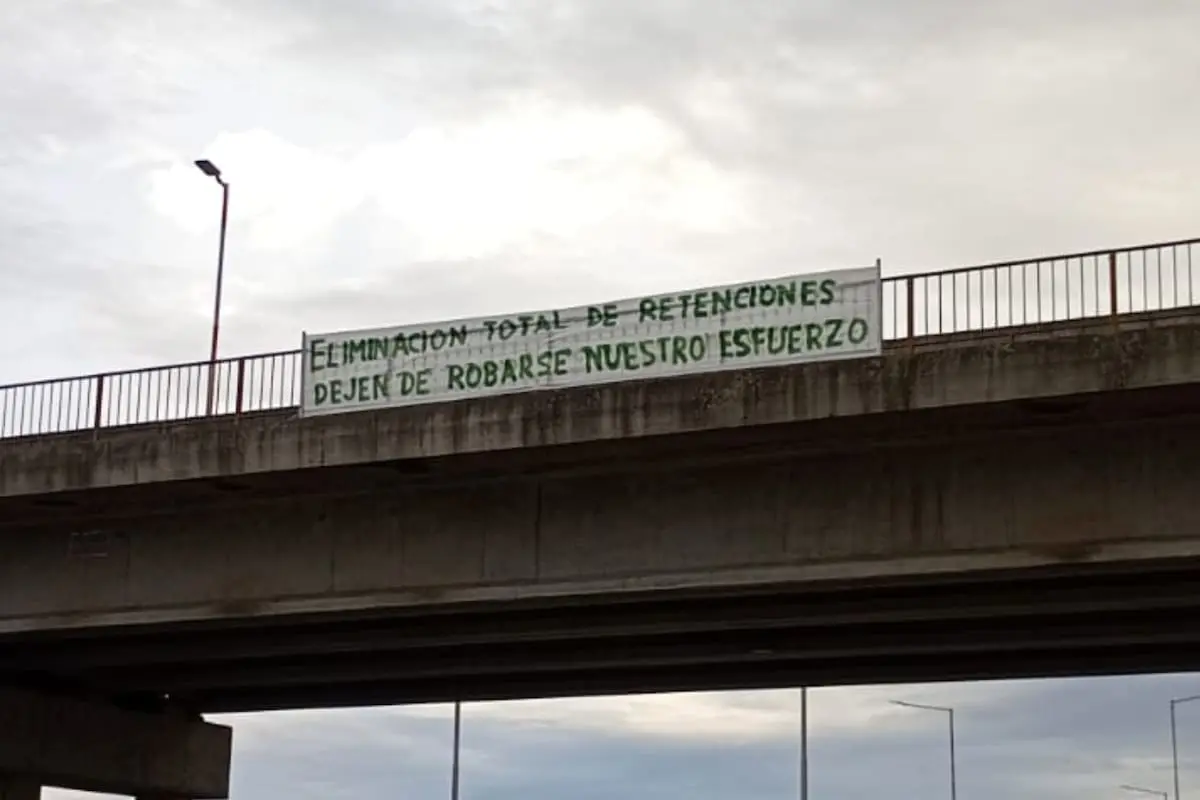 ELIMINACION TOTAL DE RETENCIONES
DEJEN DE ROBARSE NUESTRO ESFUERZO